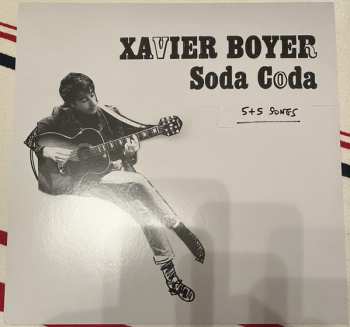 XAVIER BOYER
Soda Coda
5+5 SONGS